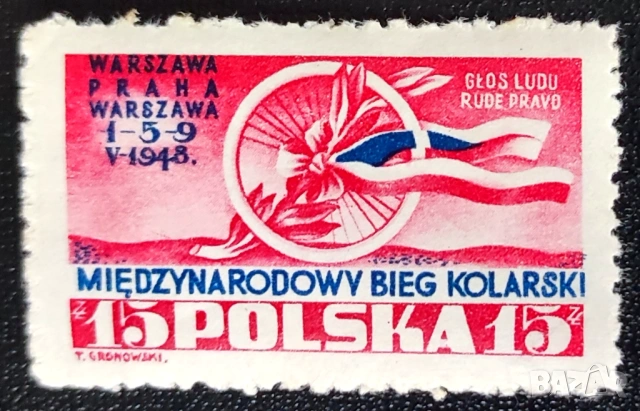 WARSZAWA
PRAHA
WARSZAWA
1-5-9
V-1948.
GŁOS LUDU
RUDE PRAVO
MIĘDZYNARODOWY BIEG KOLARSKI
zł 15 POLSKA 15 zł
T. GRONOWSKI.
BAZAR